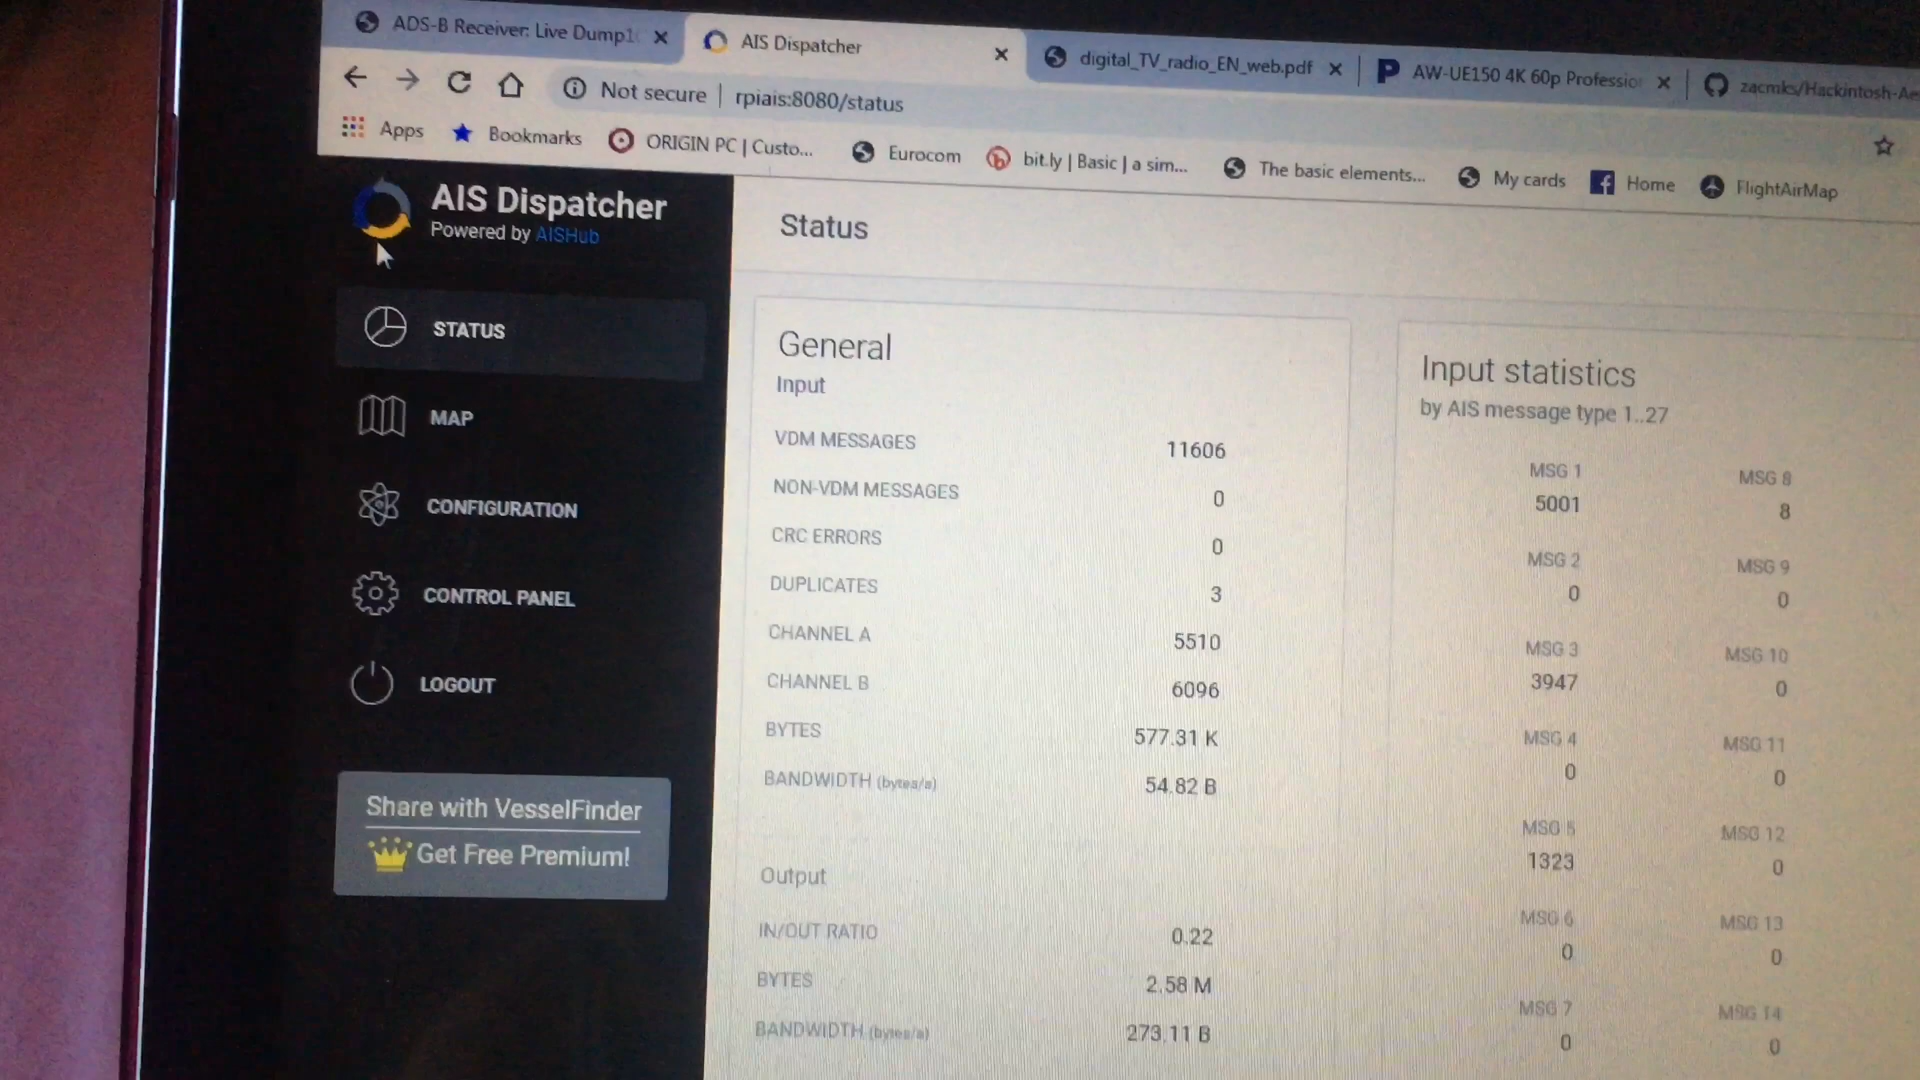 ADS-B Receiver: Live Dump1
AIS Dispatcher
digital_TV_radio_EN_web.pdf
AW-UE150 4K 60p Professio
zacmks/Hackintosh-Ae
Not secure | rpiais:8080/status
Apps
Bookmarks
ORIGIN PC | Custo...
Eurocom
bit.ly | Basic | a sim...
The basic elements...
My cards
Home
FlightAirMap
AIS Dispatcher
Powered by AISHub
STATUS
MAP
CONFIGURATION
CONTROL PANEL
LOGOUT
Share with VesselFinder
Get Free Premium!
Status
General
Input
VDM MESSAGES 11606
NON-VDM MESSAGES 0
CRC ERRORS 0
DUPLICATES 3
CHANNEL A 5510
CHANNEL B 6096
BYTES 577.31 K
BANDWIDTH (bytes/s) 54.82 B
Output
IN/OUT RATIO 0.22
BYTES 2.58 M
BANDWIDTH (bytes/s) 273.11 B
Input statistics
by AIS message type 1..27
MSG 1 MSG 8
5001 8
MSG 2 MSG 9
0 0
MSG 3 MSG 10
3947 0
MSG 4 MSG 11
0 0
MSG 5 MSG 12
1323 0
MSG 6 MSG 13
0 0
MSG 7 MSG 14
0 0